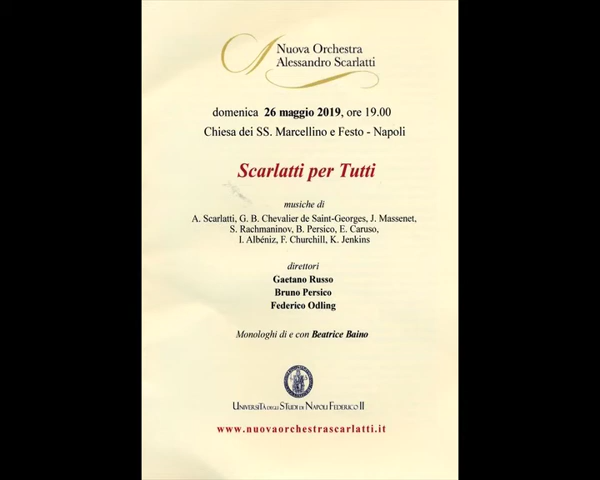 Nuova Orchestra
Alessandro Scarlatti
domenica 26 maggio 2019, ore 19.00
Chiesa dei SS. Marcellino e Festo - Napoli
Scarlatti per Tutti
musiche di
A. Scarlatti, G. B. Chevalier de Saint-Georges, J. Massenet,
S. Rachmaninov, B. Persico, E. Caruso,
I. Albéniz, F. Churchill, K. Jenkins
direttori
Gaetano Russo
Bruno Persico
Federico Odling
Monologhi di e con Beatrice Baino
UNIVERSITÀ DEGLI STUDI DI NAPOLI FEDERICO II
www.nuovaorchestrascarlatti.it